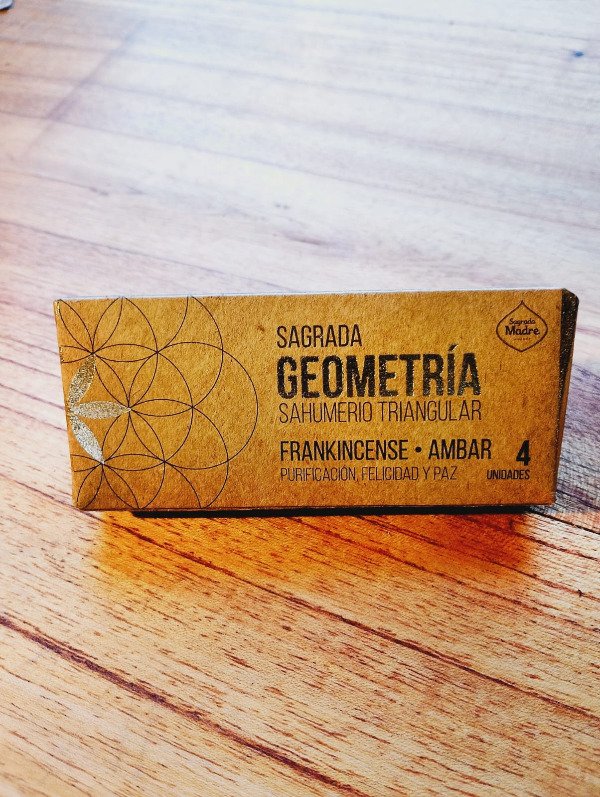 SAGRADA
GEOMETRÍA
SAHUMERIO TRIANGULAR
FRANKINCENSE • AMBAR
PURIFICACIÓN, FELICIDAD Y PAZ
4
UNIDADES
Sagrada
Madre